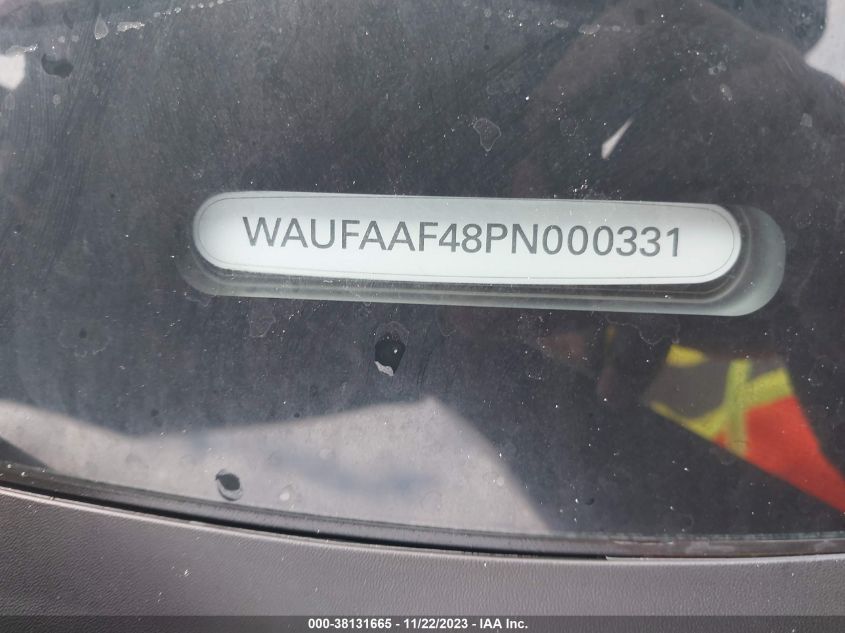 WAUFAAF48PN000331
000-38131665 - 11/22/2023 - IAA Inc.